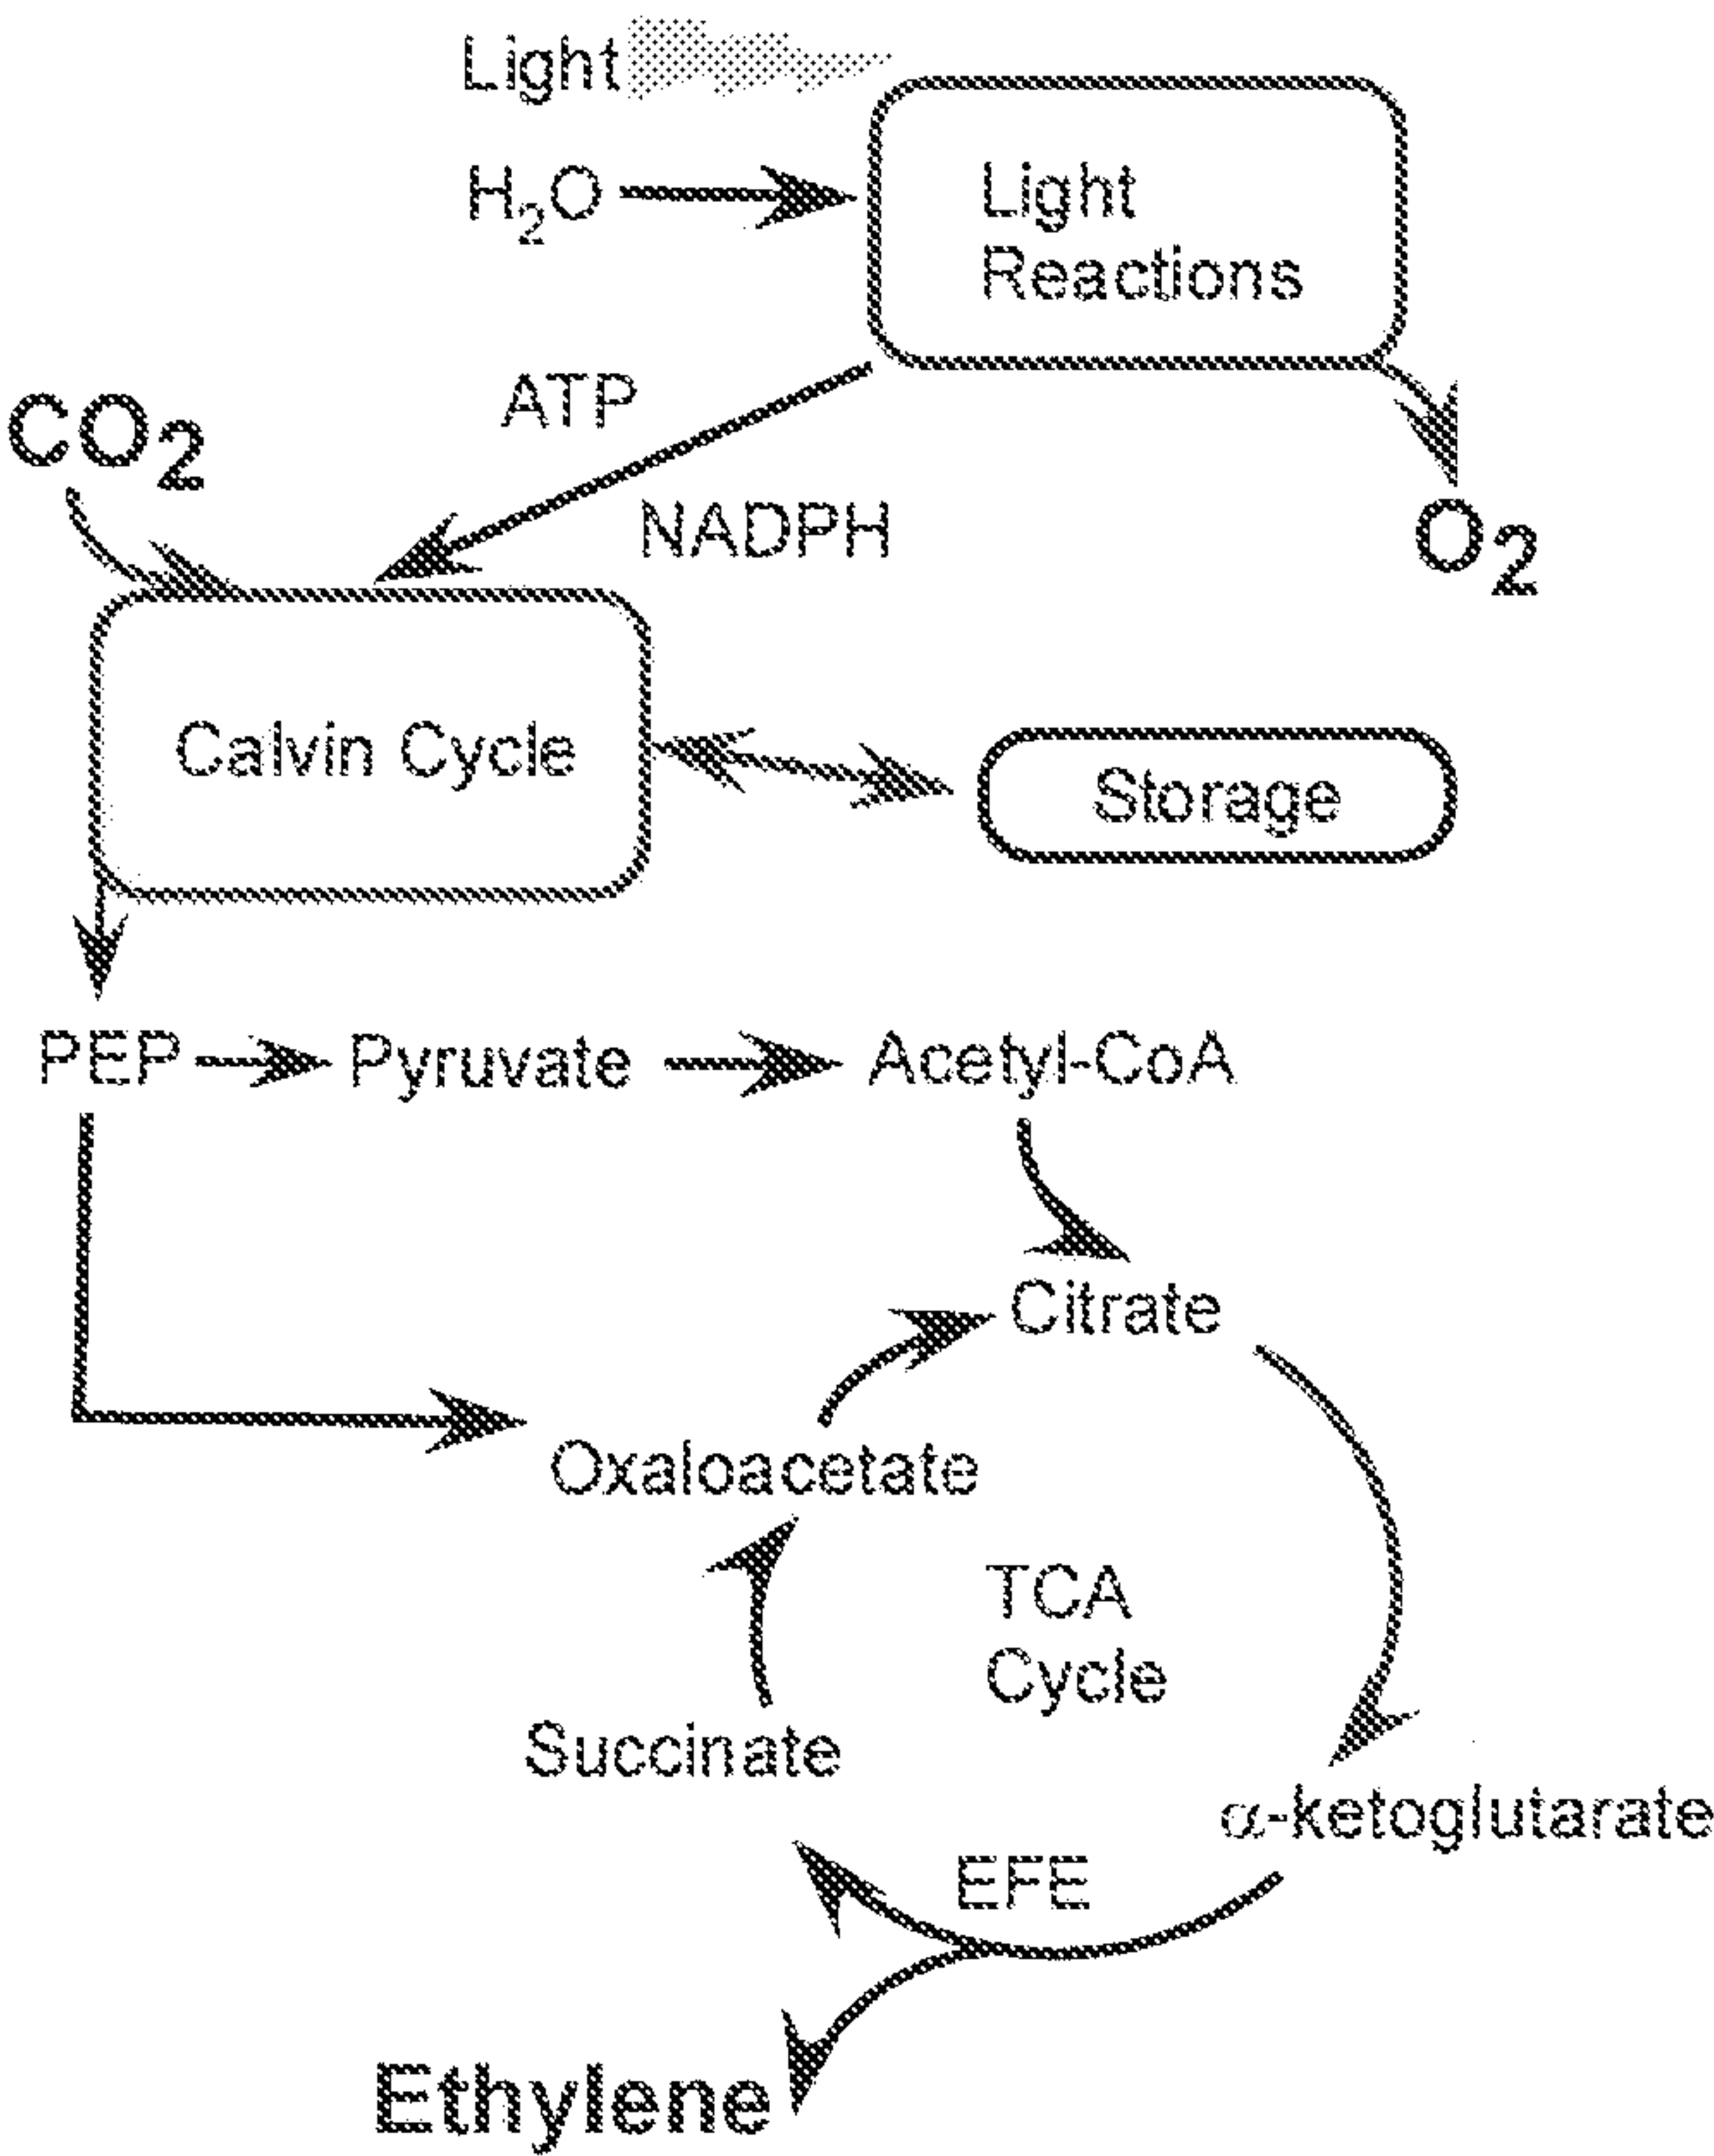 Light
H₂O
Light
Reactions
ATP
CO₂
NADPH
O₂
Calvin Cycle
Storage
PEP
Pyruvate
Acetyl-CoA
Citrate
Oxaloacetate
TCA
Cycle
Succinate
α-ketoglutarate
EFE
Ethylene